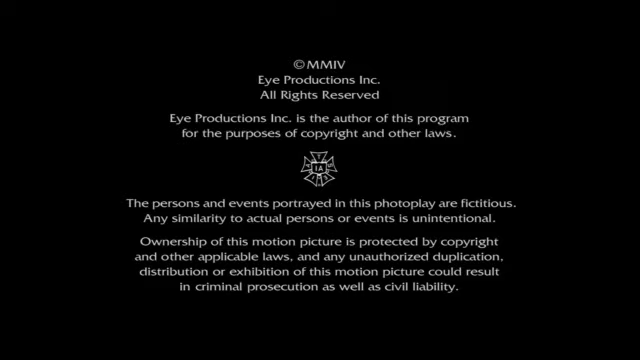 ©MMIV
Eye Productions Inc.
All Rights Reserved
Eye Productions Inc. is the author of this program
for the purposes of copyright and other laws.
IA
The persons and events portrayed in this photoplay are fictitious.
Any similarity to actual persons or events is unintentional.
Ownership of this motion picture is protected by copyright
and other applicable laws, and any unauthorized duplication,
distribution or exhibition of this motion picture could result
in criminal prosecution as well as civil liability.